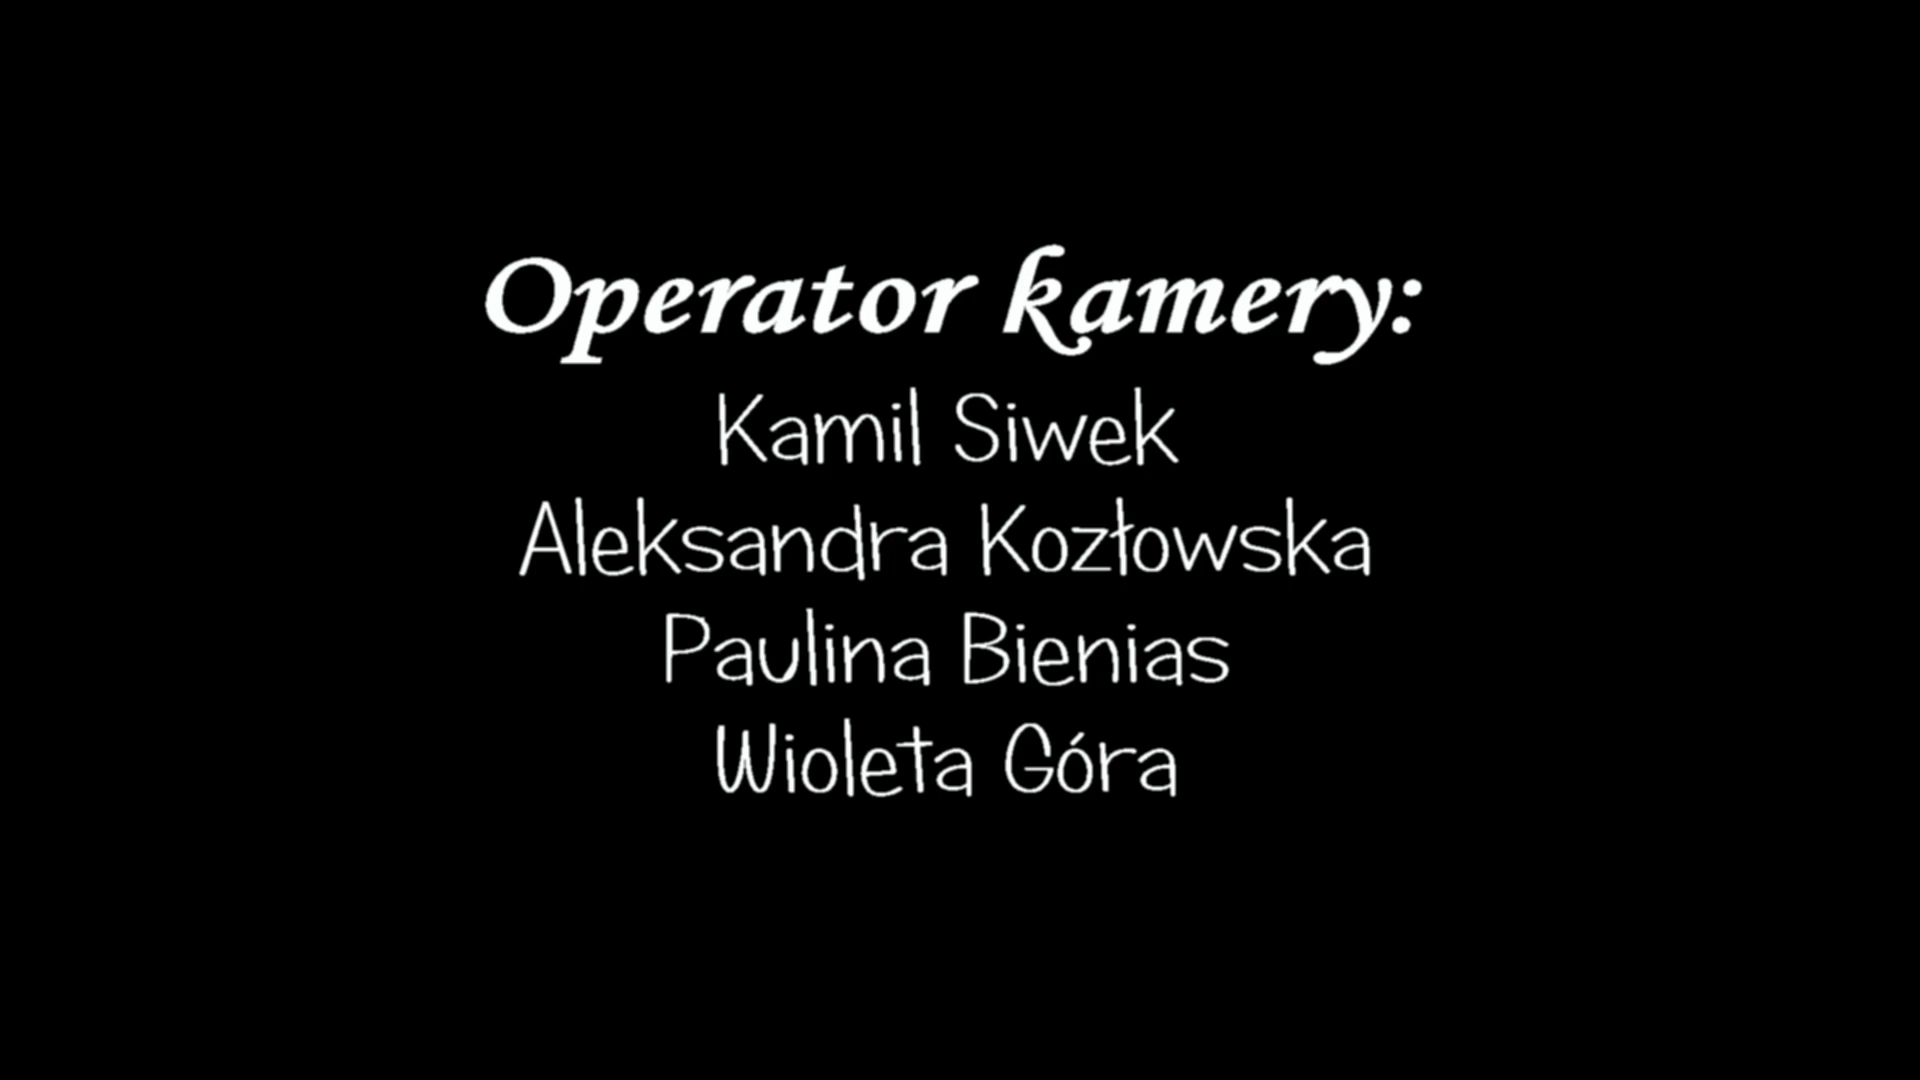 Operator kamery:
Kamil Siwek
Aleksandra Kozłowska
Paulina Bienias
Wioleta Góra